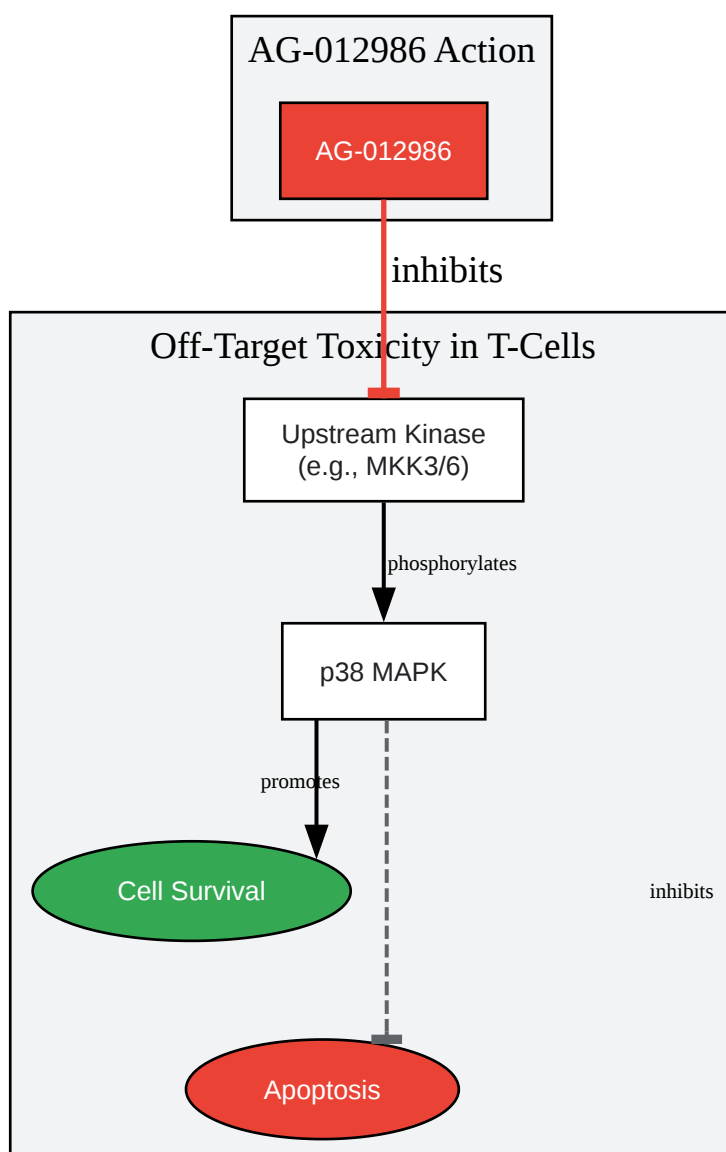 AG-012986 Action
AG-012986
inhibits
Off-Target Toxicity in T-Cells
Upstream Kinase
(e.g., MKK3/6)
phosphorylates
p38 MAPK
promotes
Cell Survival
inhibits
Apoptosis